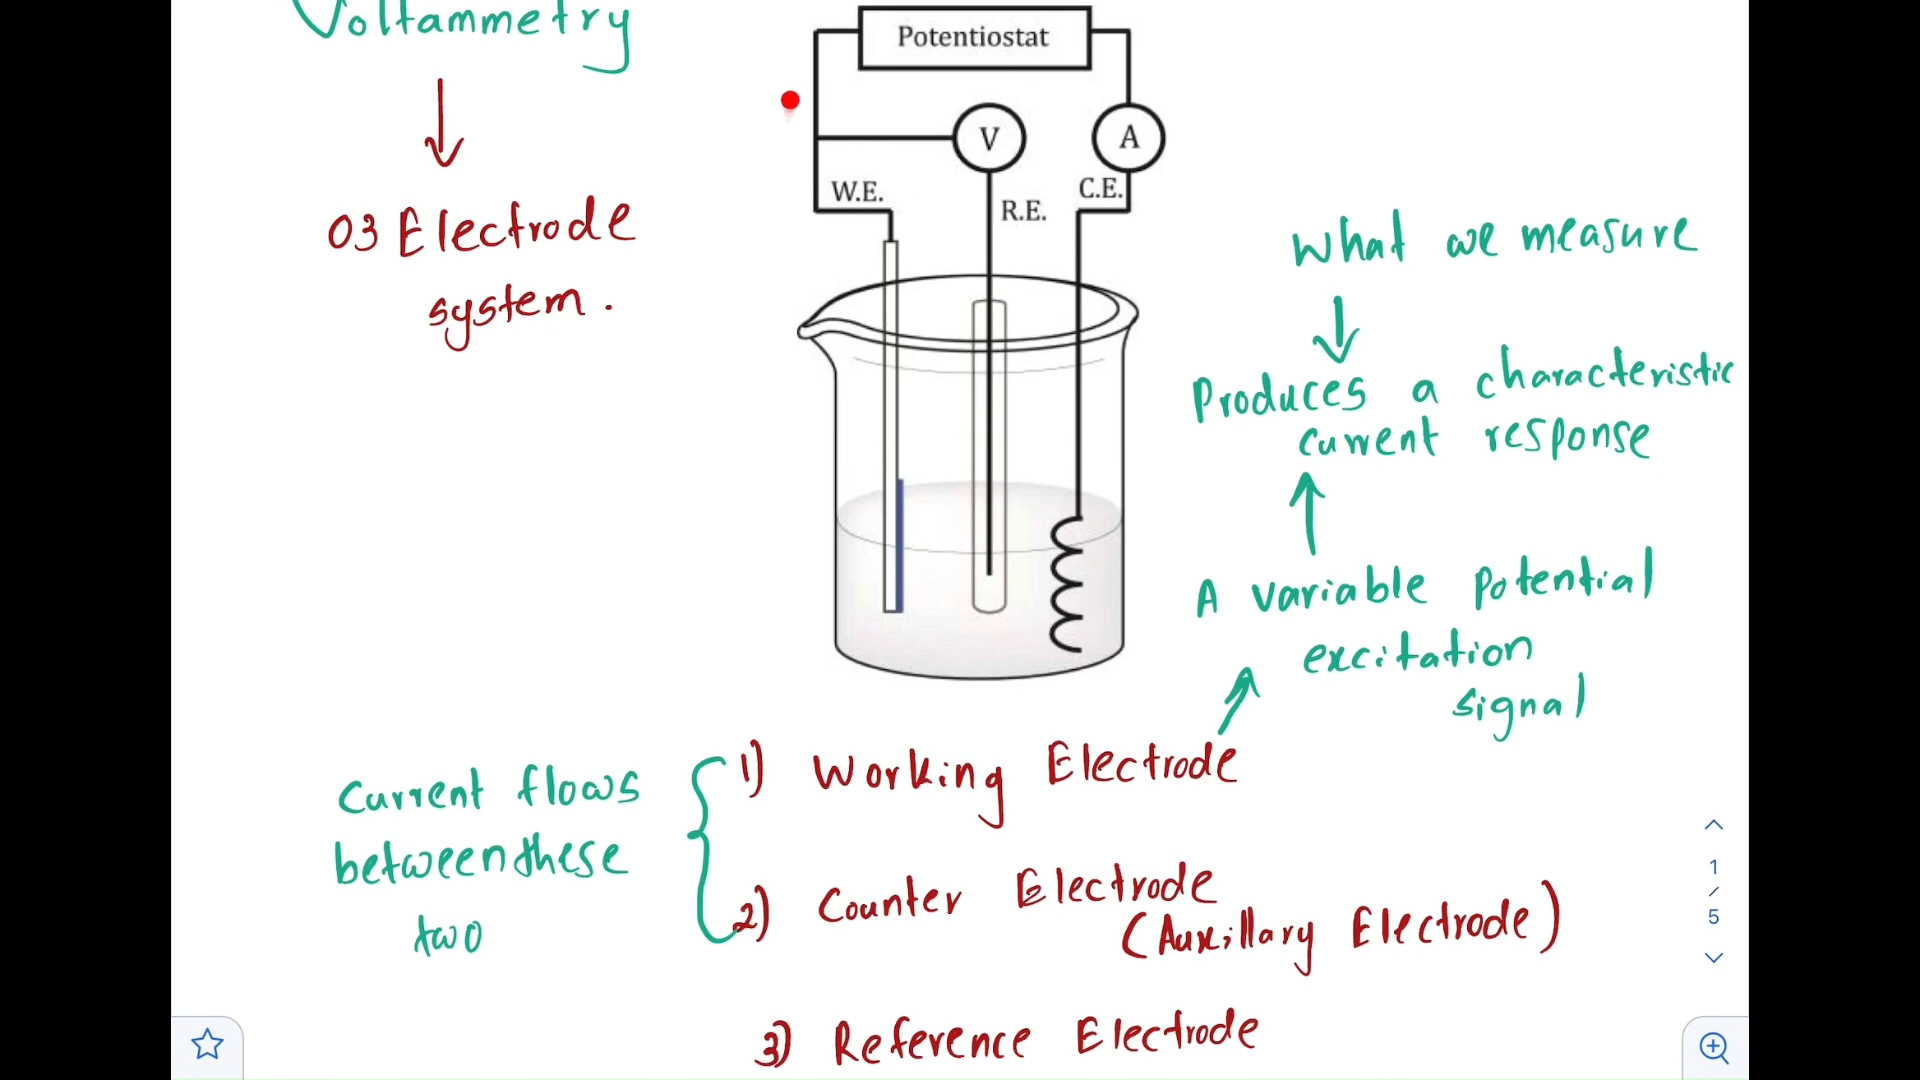 Voltammetry
03 Electrode
system.
Potentiostat
V
A
W.E.
R.E.
C.E.
What we measure
Produces a characteristic
current response
A variable potential
excitation
signal
Current flows
between these
two
1) Working Electrode
2) Counter Electrode
(Auxillary Electrode)
3) Reference Electrode
1
/
5